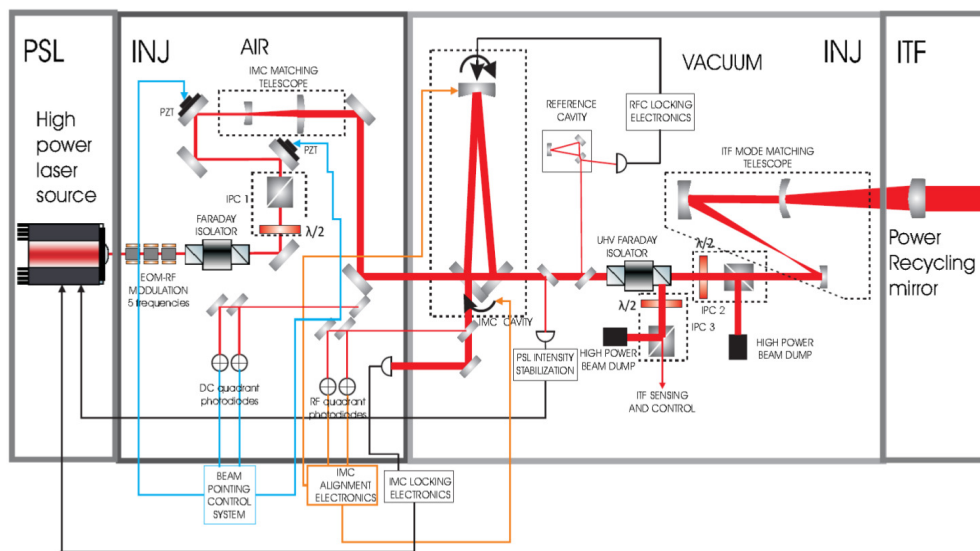 PSL
INJ
AIR
VACUUM
INJ
ITF
High
power
laser
source
IMC MATCHING
TELESCOPE
PZT
PZT
IPC 1
λ/2
FARADAY
ISOLATOR
EOM-RF
MODULATION
5 frequencies
REFERENCE
CAVITY
RFC LOCKING
ELECTRONICS
ITF MODE MATCHING
TELESCOPE
Power
Recycling
mirror
UHV FARADAY
ISOLATOR
λ/2
IPC 2
λ/2
IPC 3
IMC CAVITY
HIGH POWER
BEAM DUMP
HIGH POWER
BEAM DUMP
PSL INTENSITY
STABILIZATION
ITF SENSING
AND CONTROL
DC quadrant
photodiodes
RF quadrant
photodiodes
BEAM
POINTING
CONTROL
SYSTEM
IMC
ALIGNMENT
ELECTRONICS
IMC LOCKING
ELECTRONICS